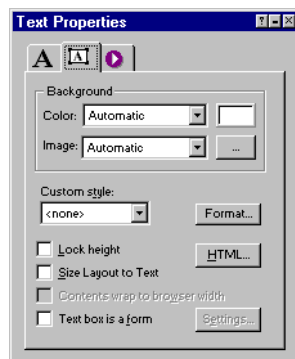 Text Properties
A A
Background
Color: Automatic
Image: Automatic ...
Custom style:
<none> Format...
Lock height HTML...
Size Layout to Text
Contents wrap to browser width
Text box is a form Settings...